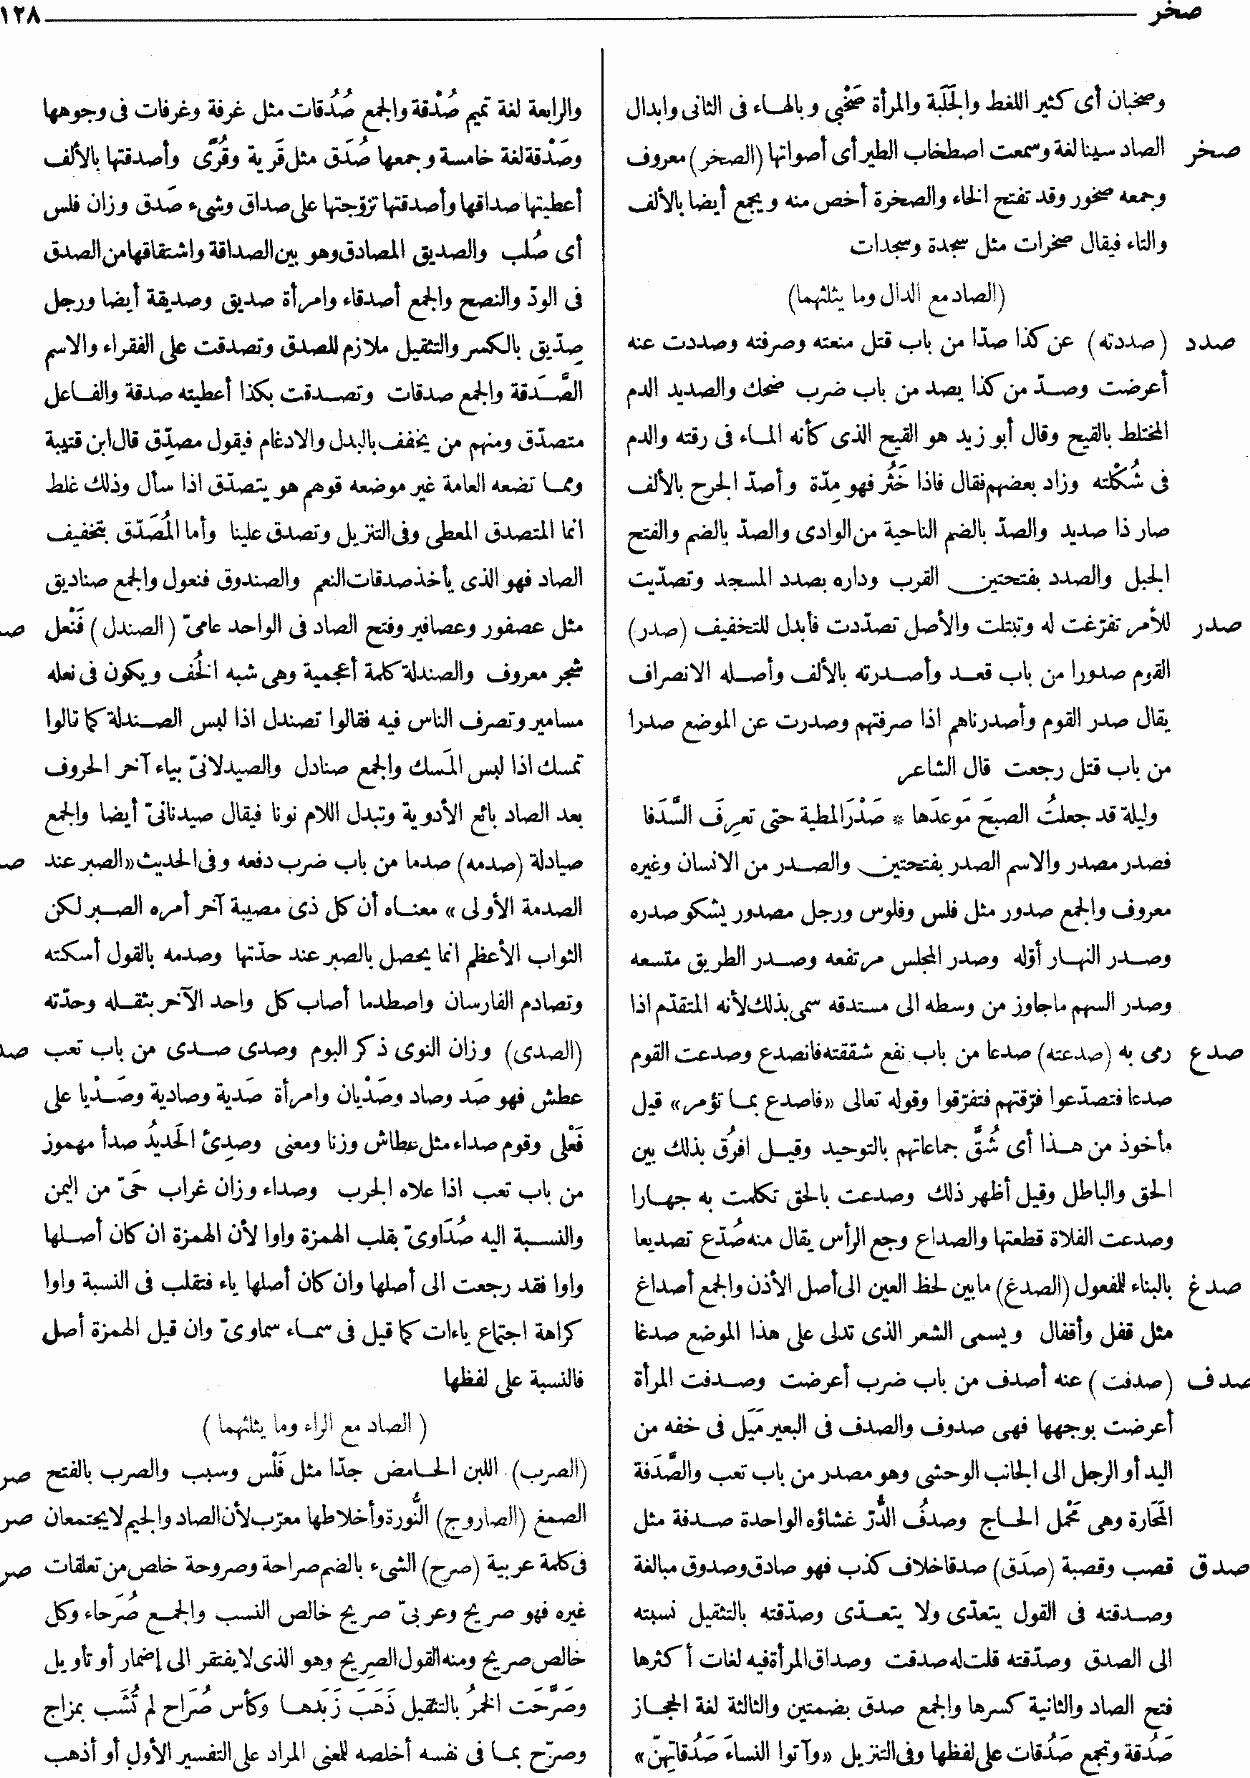 صخر ١٢٨
وصخبان أى كثير اللغط والجَلَبة والمرأة صَخْبى وبالهاء فى الثانى وابدال
صخر الصاد سينا لغة وسمعت اصطخاب الطير أى أصواتها (الصخر) معروف
وجمعه صخور وقد تفتح الخاء والصخرة أخص منه ويجمع أيضا بالألف
والتاء فيقال صخرات مثل سجدة وسجدات
(الصاد مع الدال وما يثلثهما)
صدد (صددته) عن كذا صدّا من باب قتل منعته وصرفته وصددت عنه
أعرضت وصدّ من كذا يصد من باب ضرب ضحك والصديد الدم
المختلط بالقيح وقال أبو زيد هو القيح الذى كأنه الماء فى رقته والدم
فى شُكْلته وزاد بعضهم فقال فاذا خَثُر فهو مِدّة وأصدّ الجرح بالألف
صار ذا صديد والصدّ بالضم الناحية من الوادى والصدّ بالضم والفتح
الجبل والصدد بفتحتين القرب وداره بصدد المسجد وتصدّيت
صدر للأمر تفرّغت له وتبتلت والأصل تصدّدت فأبدل للتخفيف (صدر)
القوم صدورا من باب قعد وأصدرته بالألف وأصله الانصراف
يقال صدر القوم وأصدرناهم اذا صرفتهم وصدرت عن الموضع صدرا
من باب قتل رجعت قال الشاعر
وليلة قد جعلتُ الصبحَ مَوعدَها * صَدْرَ المطية حتى تعرِفَ السَّدَفا
فصدر مصدر والاسم الصدر بفتحتين والصدر من الانسان وغيره
معروف والجمع صدور مثل فلس وفلوس ورجل مصدور يشكو صدره
وصدر النهار أوّله وصدر المجلس مرتفعه وصدر الطريق متسعه
وصدر السهم ماجاوز من وسطه الى مستدقه سمى بذلك لأنه المتقدّم اذا
صدع رمى به (صدعته) صدعا من باب نفع شققته فانصدع وصدعت القوم
صدعا فتصدّعوا فرّقتهم فتفرّقوا وقوله تعالى «فاصدع بما تؤمر» قيل
مأخوذ من هذا أى شُقَّ جماعاتهم بالتوحيد وقيل افرُق بذلك بين
الحق والباطل وقيل أظهر ذلك وصدعت بالحق تكلمت به جهارا
وصدعت الفلاة قطعتها والصداع وجع الرأس يقال منه صُدّع تصديعا
صدغ بالبناء للمفعول (الصدغ) مابين لحظ العين الى أصل الأذن والجمع أصداغ
مثل قفل وأقفال ويسمى الشعر الذى تدلى على هذا الموضع صدغا
صدف (صدفت) عنه أصدف من باب ضرب أعرضت وصدفت المرأة
أعرضت بوجهها فهى صدوف والصدف فى البعير مَيَل فى خفه من
اليد أو الرجل الى الجانب الوحشى وهو مصدر من باب تعب والصَّدَفة
المَحَارة وهى مَحْمل الحاج وصدفُ الدُّرّ غشاؤه الواحدة صدفة مثل
صدق قصب وقصبة (صدَق) صدقا خلاف كذب فهو صادق وصدوق مبالغة
وصدقته فى القول يتعدّى ولا يتعدّى وصدّقته بالتثقيل نسبته
الى الصدق وصدّقته قلت له صدقت وصداق المرأة فيه لغات أكثرها
فتح الصاد والثانية كسرها والجمع صدق بضمتين والثالثة لغة الحجاز
صَدُقة وتجمع صَدُقات على لفظها وفى التنزيل «وآتوا النساءَ صَدُقاتِهنّ»
والرابعة لغة تميم صُدْقة والجمع صُدُقات مثل غرفة وغرفات فى وجوهها
وصَدْقة لغة خامسة وجمعها صُدَق مثل قَرية وقُرًى وأصدقتها بالألف
أعطيتها صداقها وأصدقتها تزوّجتها على صداق وشىء صَدق وزان فلس
أى صُلب والصديق المصادق وهو بين الصداقة واشتقاقها من الصدق
فى الودّ والنصح والجمع أصدقاء وامرأة صديق وصديقة أيضا ورجل
صِدّيق بالكسر والتثقيل ملازم للصدق وتصدقت على الفقراء والاسم
الصَّدَقة والجمع صدقات وتصدقت بكذا أعطيته صدقة والفاعل
متصدّق ومنهم من يخفف بالبدل والادغام فيقول مصدّق قال ابن قتيبة
ومما تضعه العامة غير موضعه قولهم هو يتصدّق اذا سأل وذلك غلط
انما المتصدق المعطى وفى التنزيل وتصدق علينا وأما المُصَدّق بتخفيف
الصاد فهو الذى يأخذ صدقات النعم والصندوق فنعول والجمع صناديق
مثل عصفور وعصافير وفتح الصاد فى الواحد عامىّ (الصندل) فَنْعل
شجر معروف والصندلة كلمة أعجمية وهى شبه الخُف ويكون فى نعله
مسامير وتصرف الناس فيه فقالوا تصندل اذا لبس الصندلة كما قالوا
تمسك اذا لبس المَسك والجمع صنادل والصيدلانىّ بياء آخر الحروف
بعد الصاد بائع الأدوية وتبدل اللام نونا فيقال صيدنانىّ أيضا والجمع
صيادلة (صدمه) صدما من باب ضرب دفعه وفى الحديث «الصبر عند
الصدمة الأولى» معناه أن كل ذى مصيبة آخر أمره الصبر لكن
الثواب الأعظم انما يحصل بالصبر عند حدّتها وصدمه بالقول أسكته
وتصادم الفارسان واصطدما أصاب كل واحد الآخر بثقله وحدّته
(الصدى) وزان النوى ذكر البوم وصدى صدى من باب تعب
عطش فهو صَد وصاد وصَدْيان وامرأة صَدية وصادية وصَدْيا على
فَعْلى وقوم صداء مثل عطاش وزنا ومعنى وصدِئ الحَديدُ صدأ مهموز
من باب تعب اذا علاه الجرب وصداء وزان غراب حَىّ من اليمن
والنسبة اليه صُدَاوىّ بقلب الهمزة واوا لأن الهمزة ان كان أصلها
واوا فقد رجعت الى أصلها وان كان أصلها ياء فتقلب فى النسبة واوا
كراهة اجتماع ياءات كما قيل فى سماء سماوىّ وان قيل الهمزة أصل
فالنسبة على لفظها
(الصاد مع الراء وما يثلثهما)
(الصرب) اللبن الحامض جدّا مثل فَلْس وسبب والصرب بالفتح
الصمغ (الصاروج) النُّورة وأخلاطها معرّب لأن الصاد والجيم لايجتمعان
فى كلمة عربية (صرح) الشىء بالضم صراحة وصروحة خلص من تعلقات
غيره فهو صريح وعربىّ صريح خالص النسب والجمع صُرَحاء وكل
خالص صريح ومنه القول الصريح وهو الذى لايفتقر الى إضمار أو تأويل
وصَرَّحَت الخمرُ بالتثقيل ذَهَبَ زَبَدها وكأس صُرَاح لم تُشَب بمزاج
وصرّح بما فى نفسه أخلصه للمعنى المراد على التفسير الأول أو أذهب